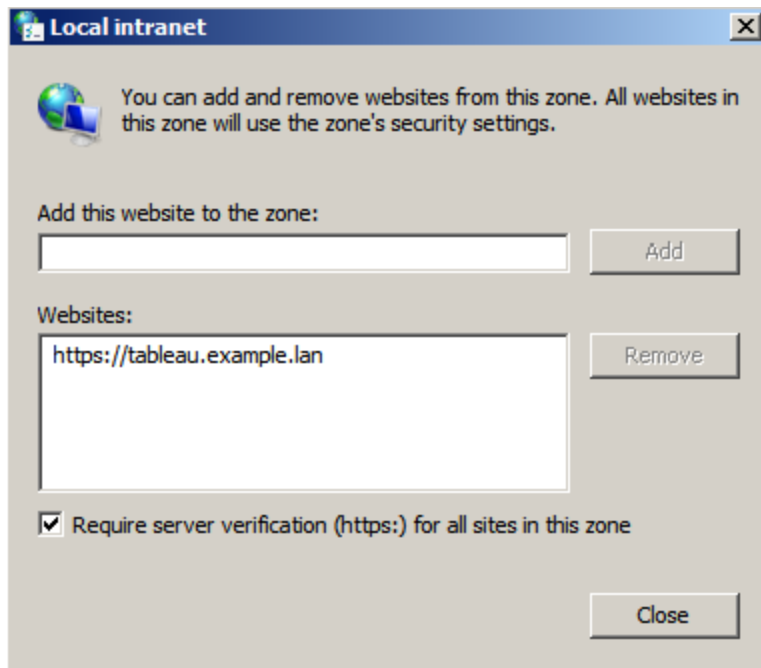 Local intranet
You can add and remove websites from this zone. All websites in
this zone will use the zone's security settings.
Add this website to the zone:
Add
Websites:
https://tableau.example.lan
Remove
Require server verification (https:) for all sites in this zone
Close